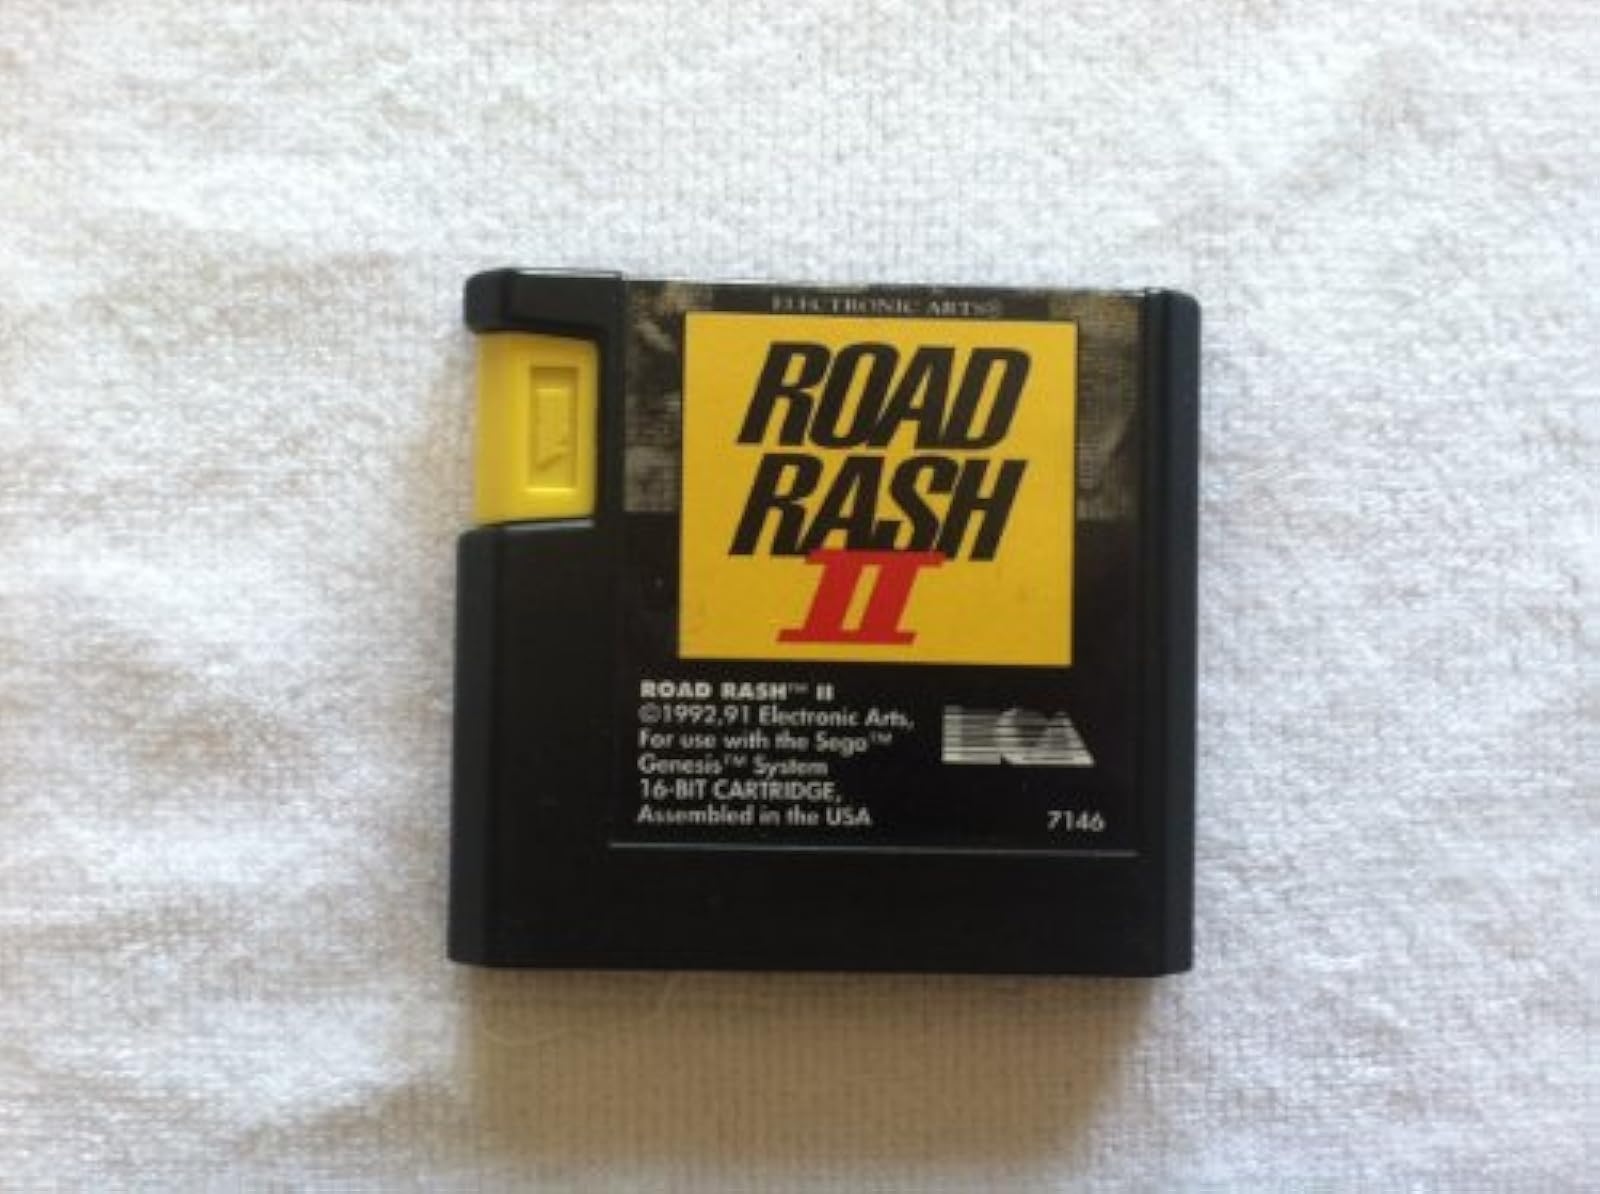 ELECTRONIC ARTS®
ROAD
RASH
II
ROAD RASH™ II
©1992,91 Electronic Arts,
For use with the Sega™
Genesis™ System
16-BIT CARTRIDGE,
Assembled in the USA
EA
7146